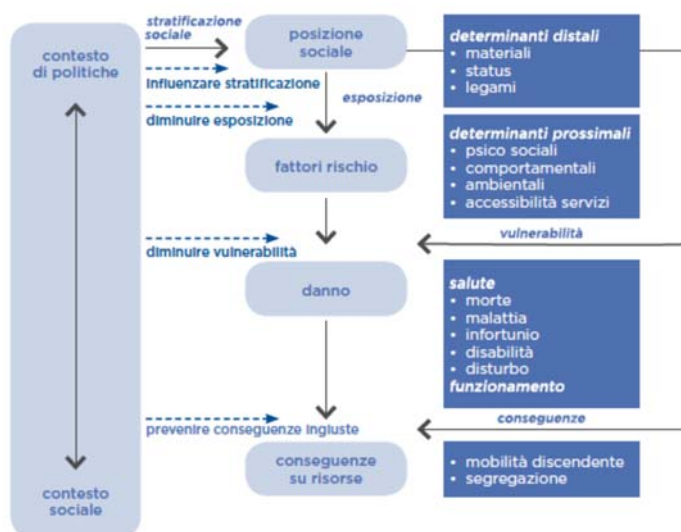 contesto
di politiche
contesto
sociale
stratificazione
sociale
influenzare stratificazione
diminuire esposizione
diminuire vulnerabilità
prevenire conseguenze ingiuste
posizione
sociale
esposizione
fattori rischio
danno
conseguenze
su risorse
determinanti distali
• materiali
• status
• legami
determinanti prossimali
• psico sociali
• comportamentali
• ambientali
• accessibilità servizi
vulnerabilità
salute
• morte
• malattia
• infortunio
• disabilità
• disturbo
funzionamento
conseguenze
• mobilità discendente
• segregazione